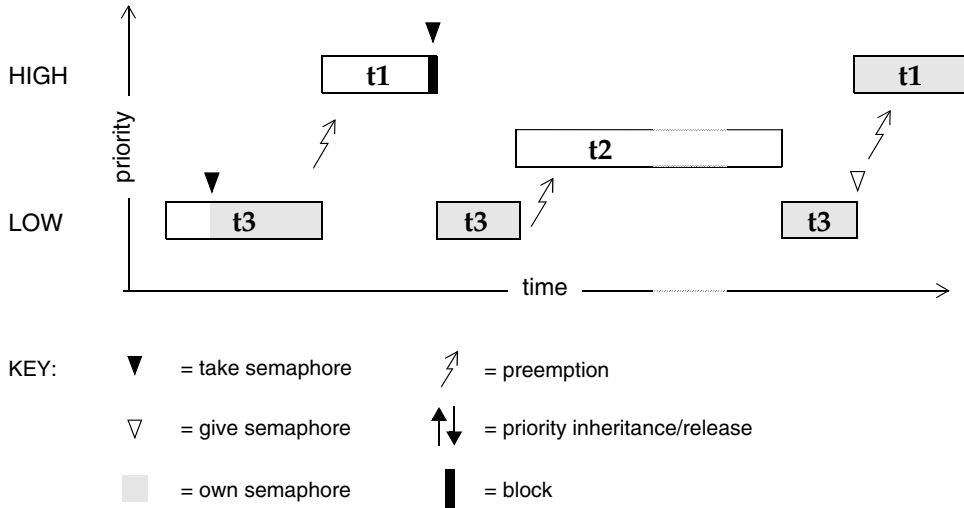 HIGH
t1
t1
priority
t2
LOW
t3
t3
t3
time
KEY:
= take semaphore
= preemption
= give semaphore
= priority inheritance/release
= own semaphore
= block